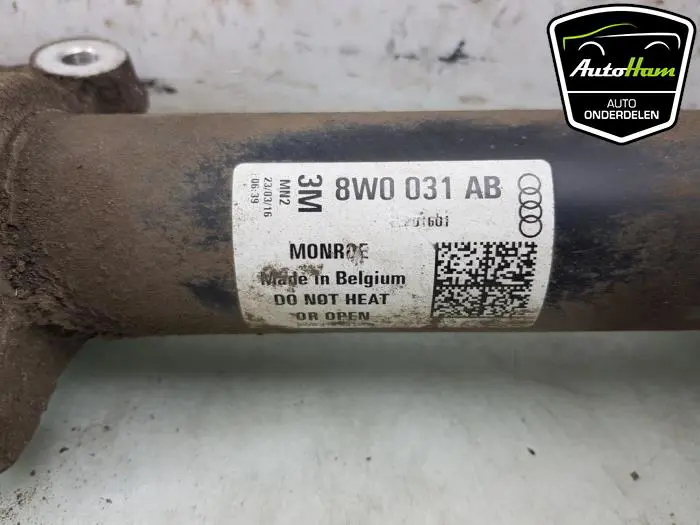 AutoHam
AUTO
ONDERDELEN
3M
MN2
23/03/16
06:39
8W0 031 AB
MONROE
Made in Belgium
DO NOT HEAT
OR OPEN